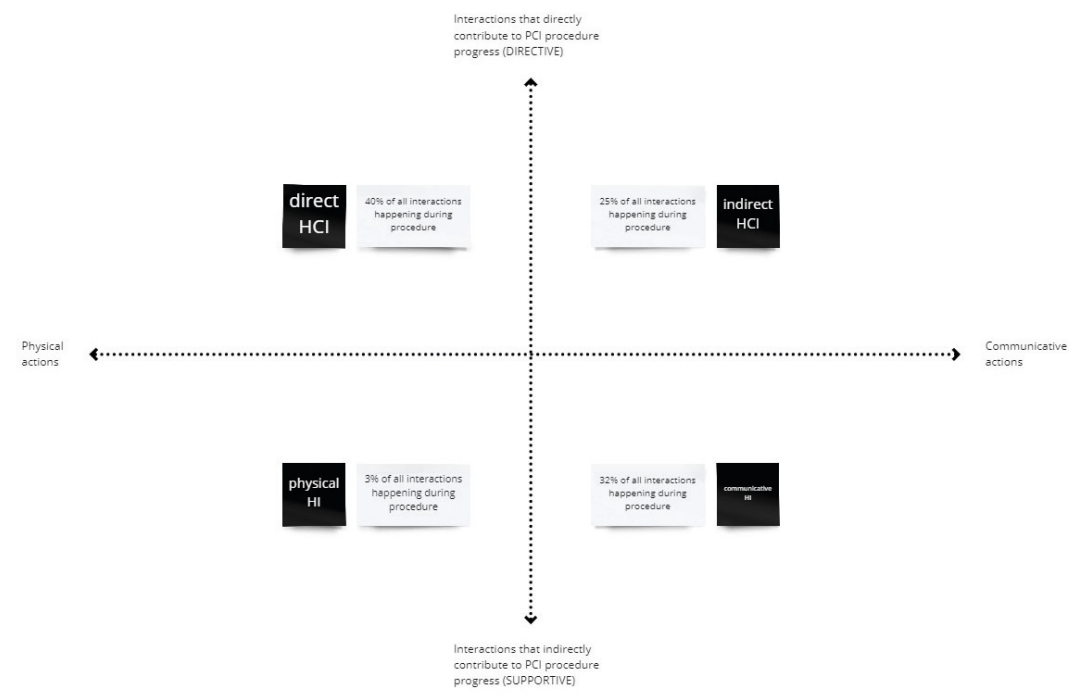 Interactions that directly
contribute to PCI procedure
progress (DIRECTIVE)
direct
HCI
40% of all interactions
happening during
procedure
25% of all interactions
happening during
procedure
indirect
HCI
Physical
actions
Communicative
actions
physical
HI
3% of all interactions
happening during
procedure
32% of all interactions
happening during
procedure
communicative
HI
Interactions that indirectly
contribute to PCI procedure
progress (SUPPORTIVE)